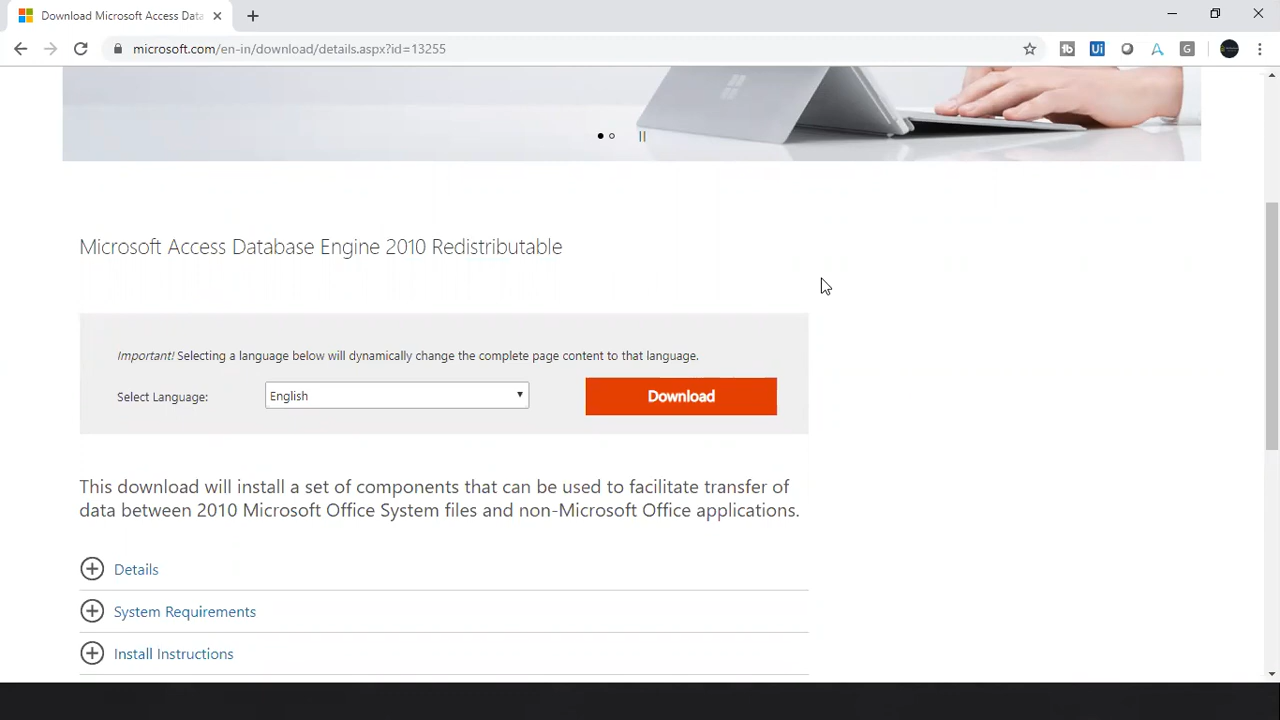 Download Microsoft Access Data
microsoft.com/en-in/download/details.aspx?id=13255
Microsoft Access Database Engine 2010 Redistributable
Important! Selecting a language below will dynamically change the complete page content to that language.
Select Language:
English
Download
This download will install a set of components that can be used to facilitate transfer of
data between 2010 Microsoft Office System files and non-Microsoft Office applications.
Details
System Requirements
Install Instructions